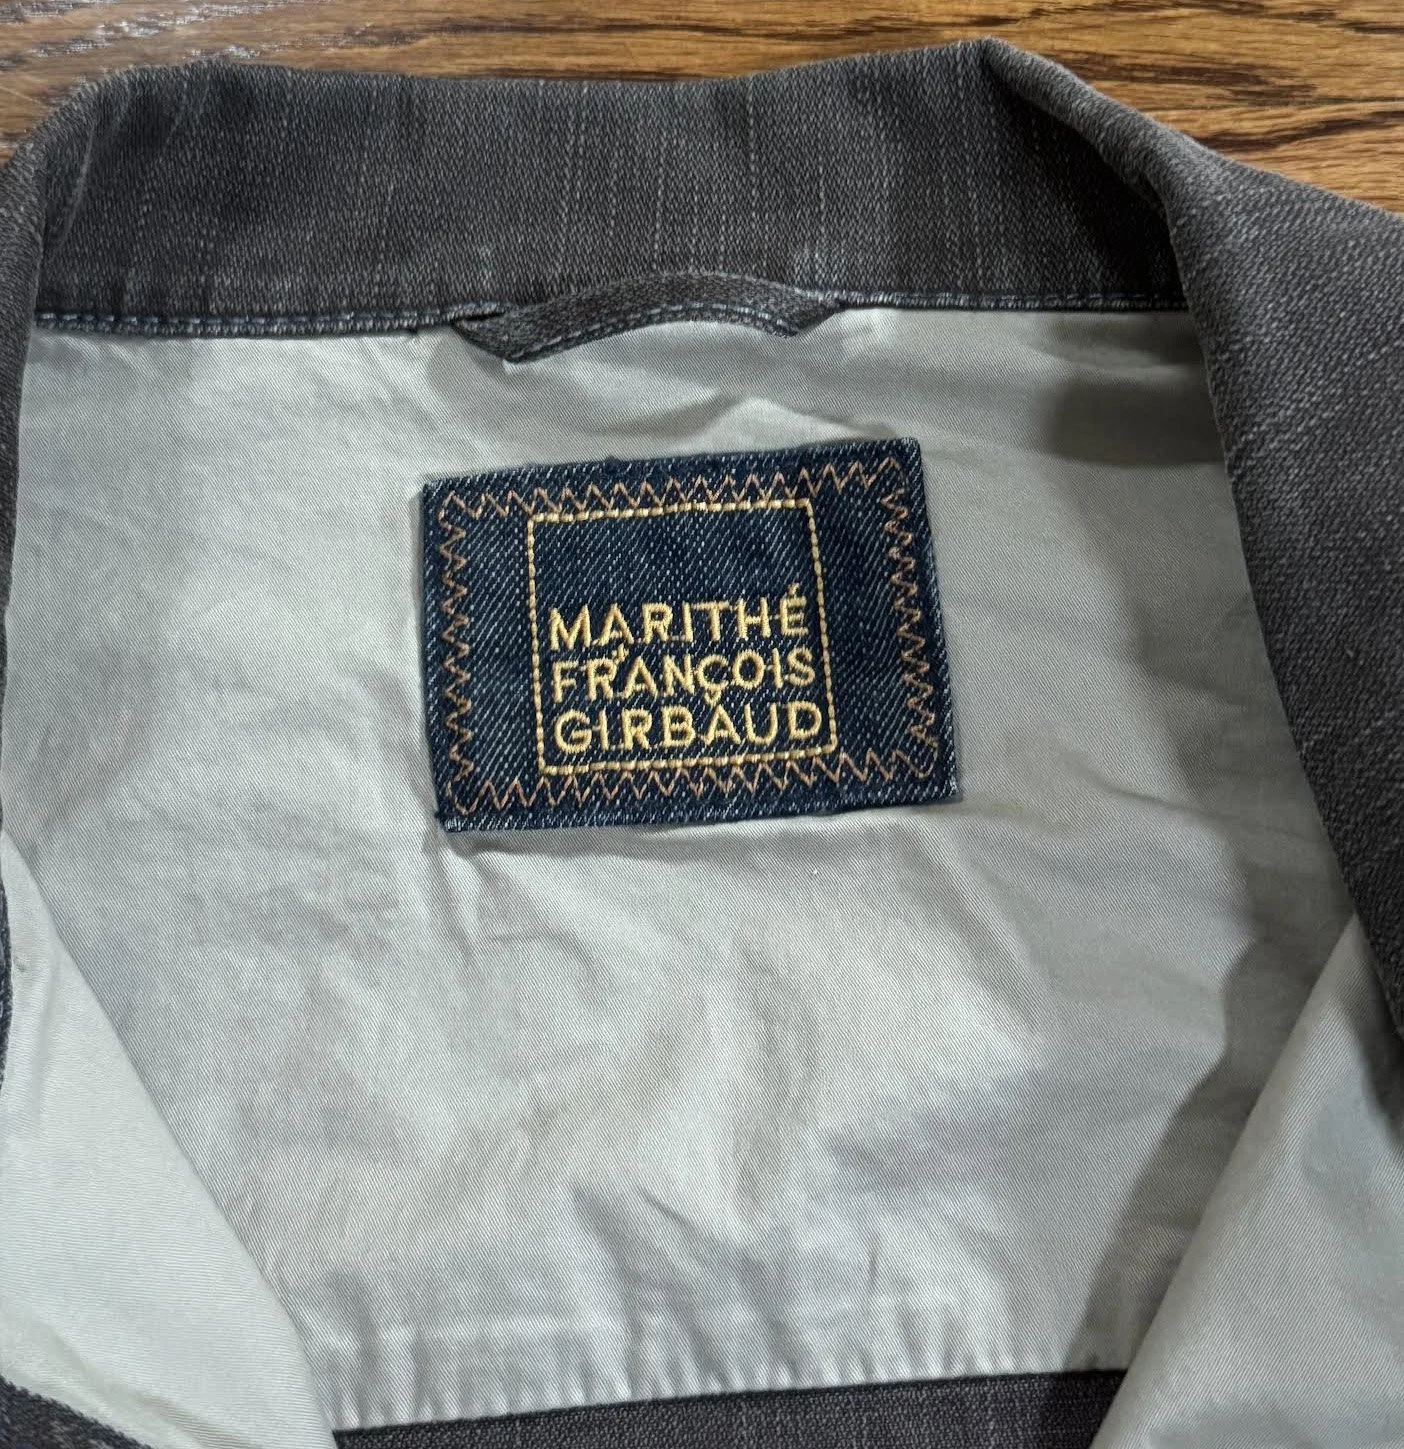 MARITHÉ
+
FRANÇOIS
GIRBAUD